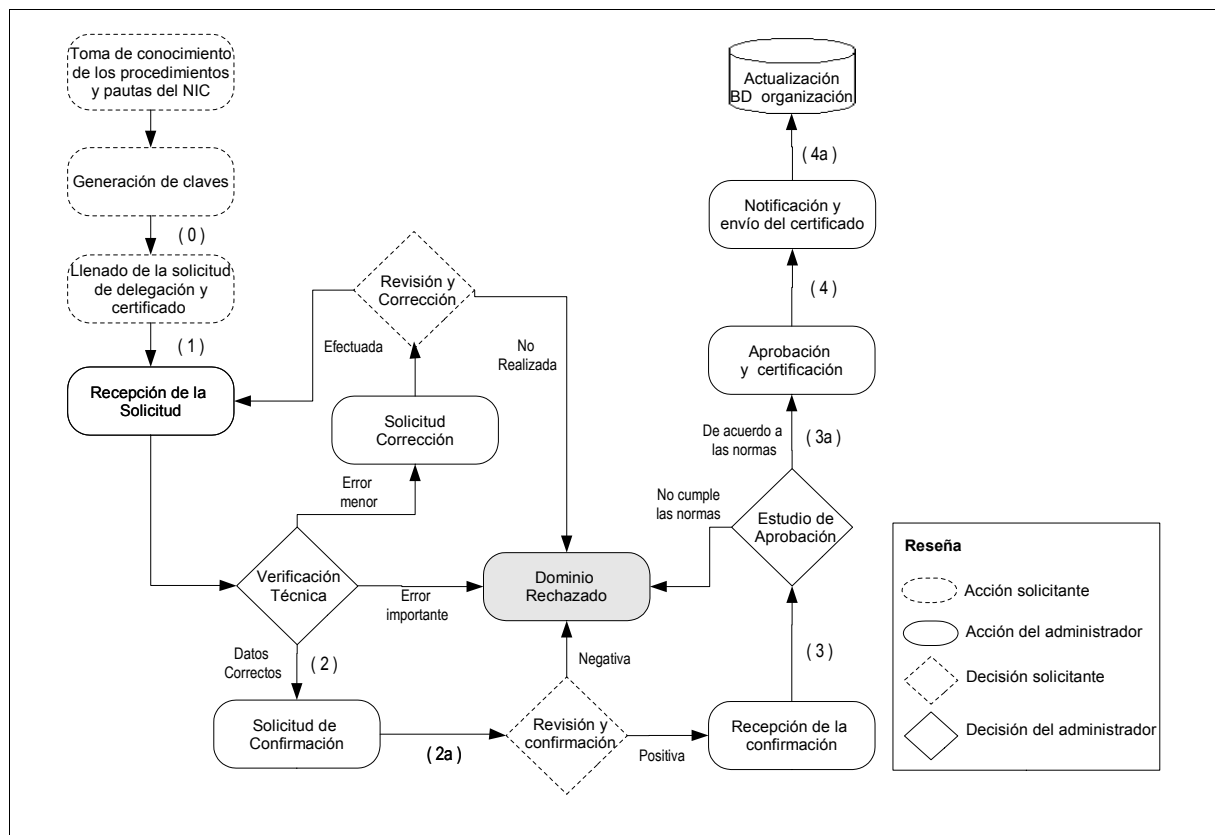 Toma de conocimiento
de los procedimientos
y pautas del NIC
Generación de claves
( 0 )
Llenado de la solicitud
de delegación y
certificado
( 1 )
Recepción de la
Solicitud
Revisión y
Corrección
Efectuada
No
Realizada
Solicitud
Corrección
Error
menor
Verificación
Técnica
Error
importante
Dominio
Rechazado
Datos
Correctos
( 2 )
Solicitud de
Confirmación
( 2a )
Revisión y
confirmación
Negativa
Positiva
Recepción de la
confirmación
( 3 )
Estudio de
Aprobación
No cumple
las normas
De acuerdo a
las normas
( 3a )
Aprobación
y certificación
( 4 )
Notificación y
envío del certificado
( 4a )
Actualización
BD organización
Reseña
Acción solicitante
Acción del administrador
Decisión solicitante
Decisión del administrador